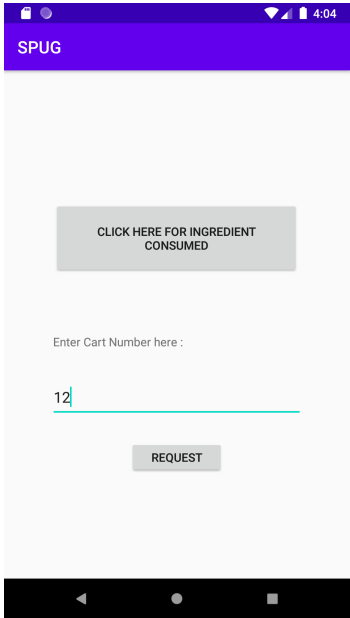 4:04
SPUG
CLICK HERE FOR INGREDIENT
CONSUMED
Enter Cart Number here :
12
REQUEST